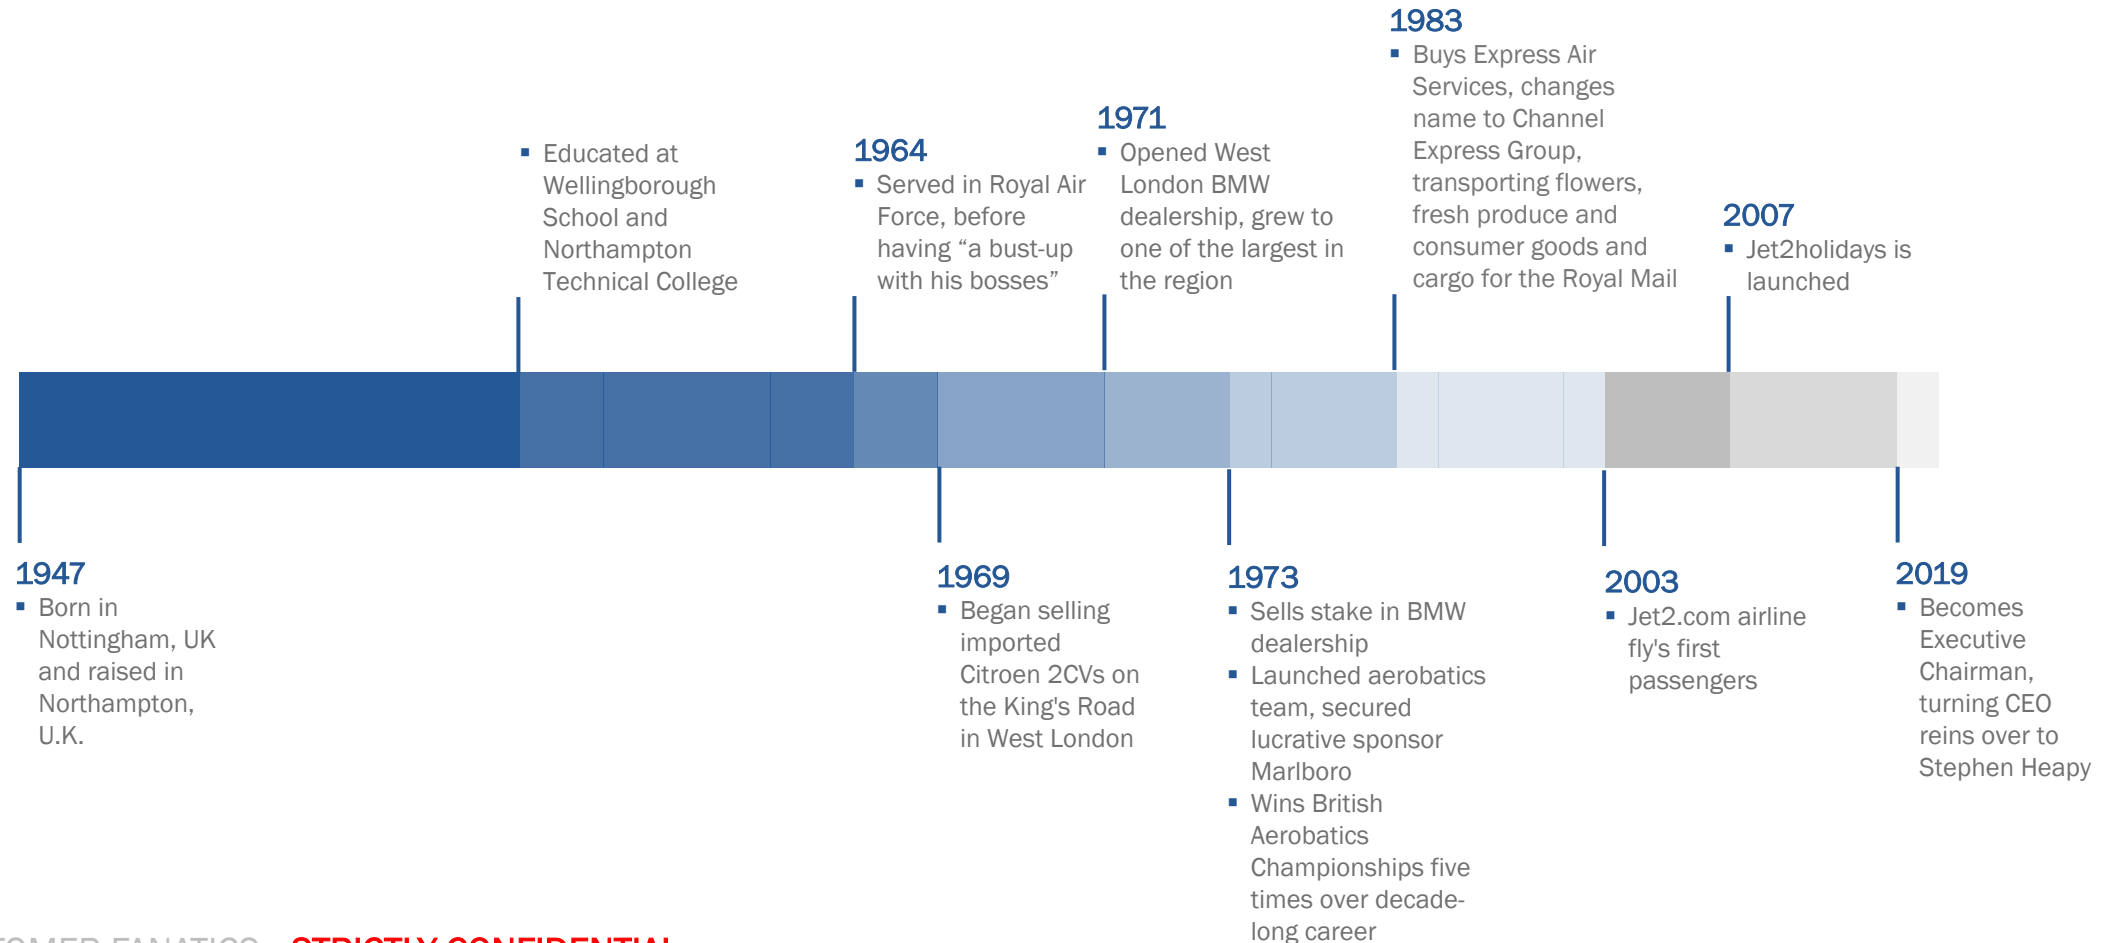 1983
▪ Buys Express Air
Services, changes
name to Channel
Express Group,
transporting flowers,
fresh produce and
consumer goods and
cargo for the Royal Mail
▪ Educated at
Wellingborough
School and
Northampton
Technical College
1964
▪ Served in Royal Air
Force, before
having “a bust-up
with his bosses”
1971
▪ Opened West
London BMW
dealership, grew to
one of the largest in
the region
2007
▪ Jet2holidays is
launched
1947
▪ Born in
Nottingham, UK
and raised in
Northampton,
U.K.
1969
▪ Began selling
imported
Citroen 2CVs on
the King's Road
in West London
1973
▪ Sells stake in BMW
dealership
▪ Launched aerobatics
team, secured
lucrative sponsor
Marlboro
▪ Wins British
Aerobatics
Championships five
times over decade-
long career
2003
▪ Jet2.com airline
fly's first
passengers
2019
▪ Becomes
Executive
Chairman,
turning CEO
reins over to
Stephen Heapy
FANATICS STRICTLY CONFIDENTIAL